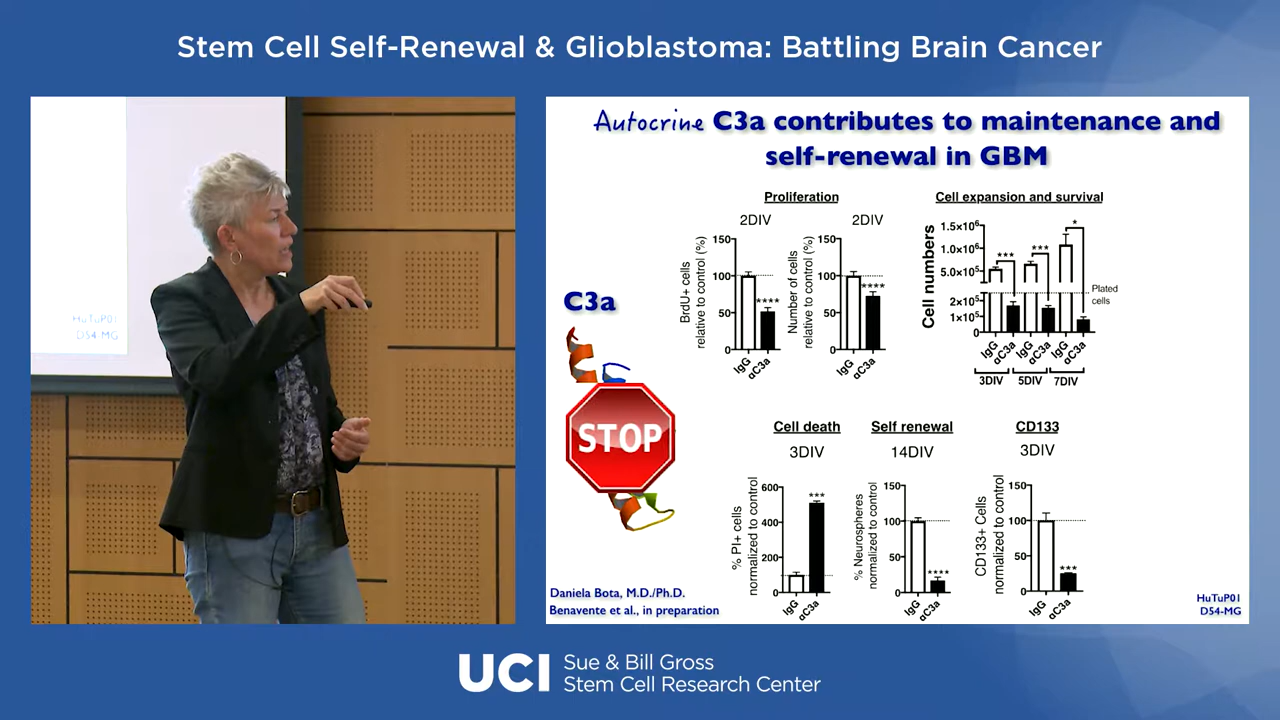 Stem Cell Self-Renewal & Glioblastoma: Battling Brain Cancer
HuTuP01
D54-MG
Autocrine C3a contributes to maintenance and
self-renewal in GBM
C3a
STOP
Proliferation
2DIV
BrdU+ cells
relative to control (%)
150
100
50
0
****
IgG
αC3a
2DIV
Number of cells
relative to control (%)
150
100
50
0
****
IgG
αC3a
Cell expansion and survival
Cell numbers
1.5×10⁶
1.0×10⁶
5.0×10⁵
2×10⁵
1×10⁵
0
***
***
*
Plated
cells
IgG
αC3a
IgG
αC3a
IgG
αC3a
3DIV
5DIV
7DIV
Cell death
3DIV
% PI+ cells
normalized to control
600
400
200
0
***
IgG
αC3a
Self renewal
14DIV
% Neurospheres
normalized to control
150
100
50
0
****
IgG
αC3a
CD133
3DIV
CD133+ Cells
normalized to control
150
100
50
0
***
IgG
αC3a
Daniela Bota, M.D./Ph.D.
Benavente et al., in preparation
HuTuP01
D54-MG
UCI
Sue & Bill Gross
Stem Cell Research Center